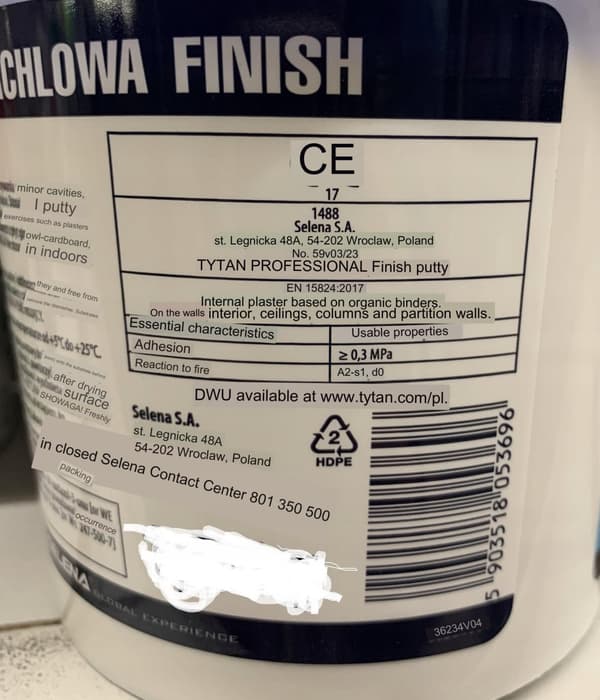 CHLOWA FINISH
minor cavities,
I putty
exercises such as plasters
owl-cardboard,
in indoors
they and free from
+5°C do +25°C
after drying
surface
SHOWAGA! Freshly
in closed Selena Contact Center 801 350 500
packing
occurrence
CE
17
1488
Selena S.A.
st. Legnicka 48A, 54-202 Wroclaw, Poland
No. 59v03/23
TYTAN PROFESSIONAL Finish putty
EN 15824:2017
Internal plaster based on organic binders.
On the walls interior, ceilings, columns and partition walls.
Essential characteristics Usable properties
Adhesion ≥ 0,3 MPa
Reaction to fire A2-s1, d0
DWU available at www.tytan.com/pl.
Selena S.A.
st. Legnicka 48A
54-202 Wroclaw, Poland
2
HDPE
5 903518 053696
GLOBAL EXPERIENCE
36234V04